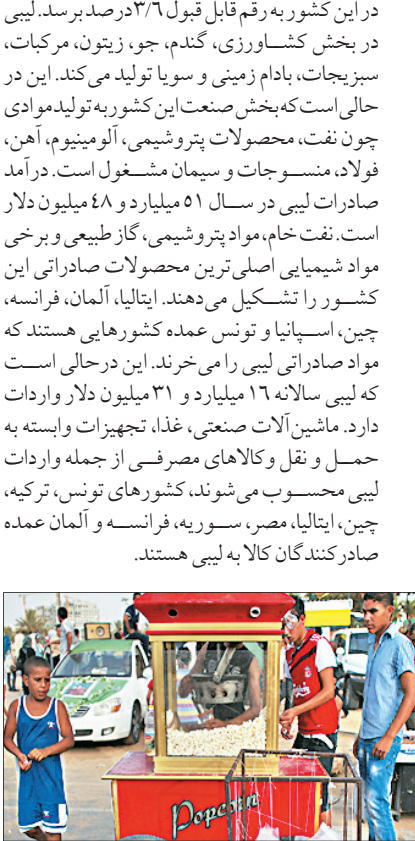 در این کشور به رقم قابل قبول ۳/۶درصد برسد. لیبی
در بخش کشاورزی، گندم، جو، زیتون، مرکبات،
سبزیجات، بادام زمینی و سویا تولید می‌کند. این در
حالی است که بخش صنعت این کشور به تولید موادی
چون نفت، محصولات پتروشیمی، آلومینیوم، آهن،
فولاد، منسوجات و سیمان مشغول است. درآمد
صادرات لیبی در سال ۵۱ میلیارد و ۴۸ میلیون دلار
است. نفت خام، مواد پتروشیمی، گاز طبیعی و برخی
مواد شیمیایی اصلی‌ترین محصولات صادراتی این
کشور را تشکیل می‌دهند. ایتالیا، آلمان، فرانسه،
چین، اسپانیا و تونس عمده کشورهایی هستند که
مواد صادراتی لیبی را می‌خرند. این درحالی است
که لیبی سالانه ۱۶ میلیارد و ۳۱ میلیون دلار واردات
دارد. ماشین‌آلات صنعتی، غذا، تجهیزات وابسته به
حمل و نقل و کالاهای مصرفی از جمله واردات
لیبی محسوب می‌شوند، کشورهای تونس، ترکیه،
چین، ایتالیا، مصر، سوریه، فرانسه و آلمان عمده
صادرکنندگان کالا به لیبی هستند.
Popcorn